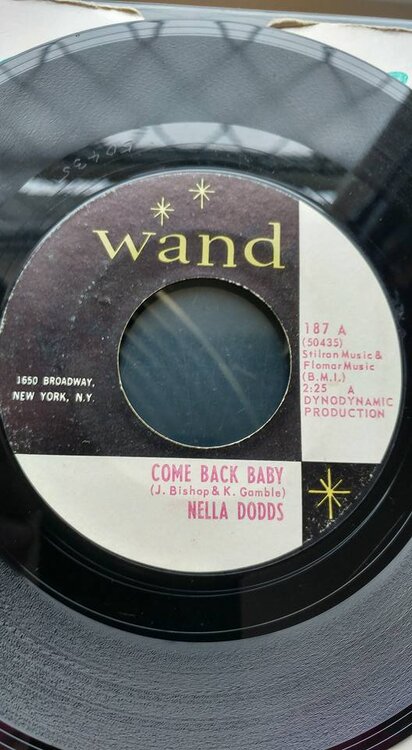 wand
187 A
(50435)
Stilran Music &
Flomar Music
(B.M.I.)
2:25 A
DYNODYNAMIC
PRODUCTION
1650 BROADWAY,
NEW YORK, N.Y.
COME BACK BABY
(J. Bishop & K. Gamble)
NELLA DODDS